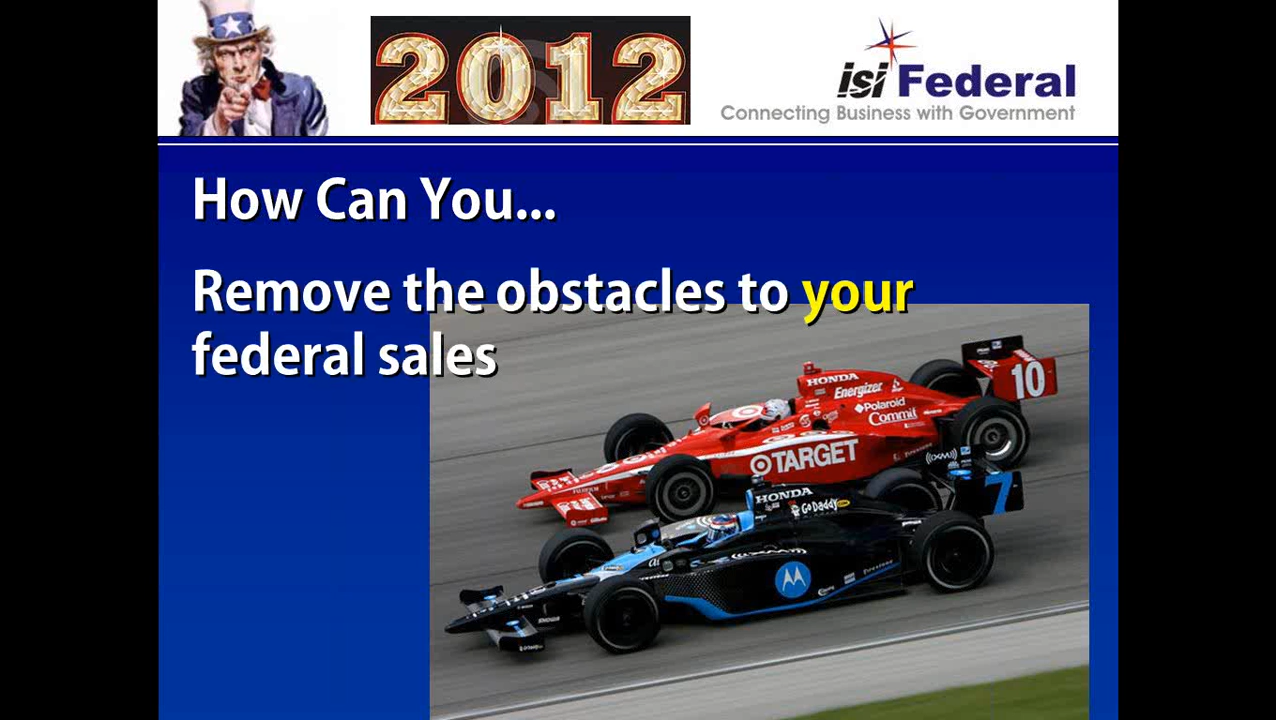 2012
isi Federal
Connecting Business with Government
How Can You...
Remove the obstacles to your
federal sales
HONDA
Energizer
Polaroid
Commit
10
TARGET
HONDA
GoDaddy
7
Firestone